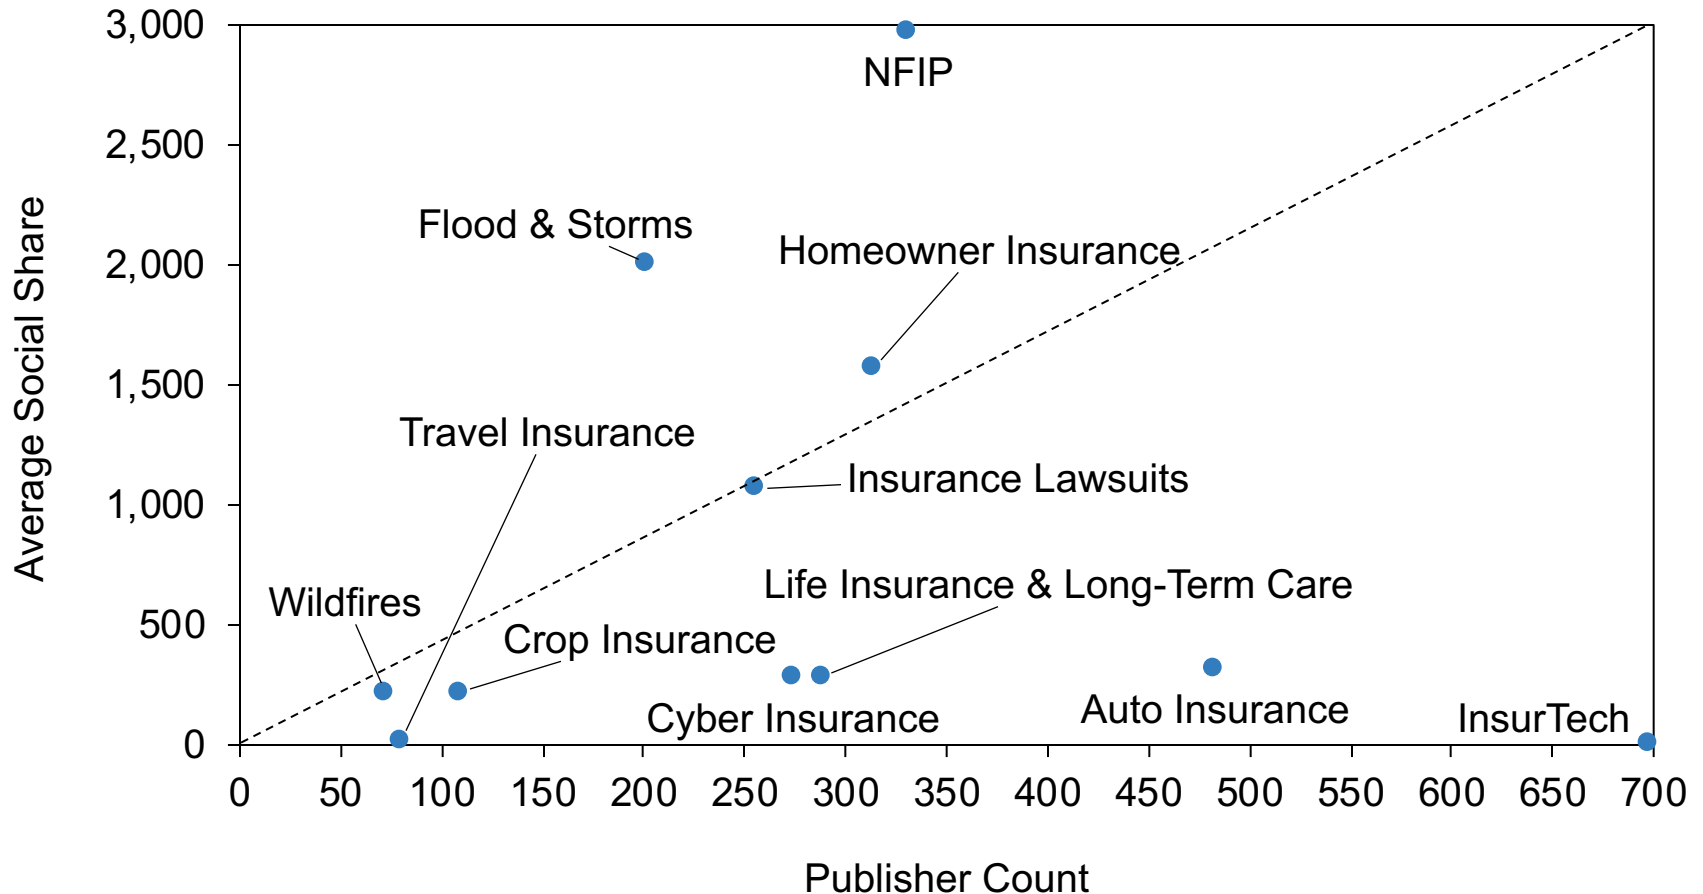 3,000
NFIP
2,500
Flood & Storms
Homeowner Insurance
2,000
Average Social Share
1,500
Travel Insurance
Insurance Lawsuits
1,000
Life Insurance & Long-Term Care
Wildfires
500
Crop Insurance
Cyber Insurance
Auto Insurance
InsurTech
0
0 50 100 150 200 250 300 350 400 450 500 550 600 650 700
Publisher Count